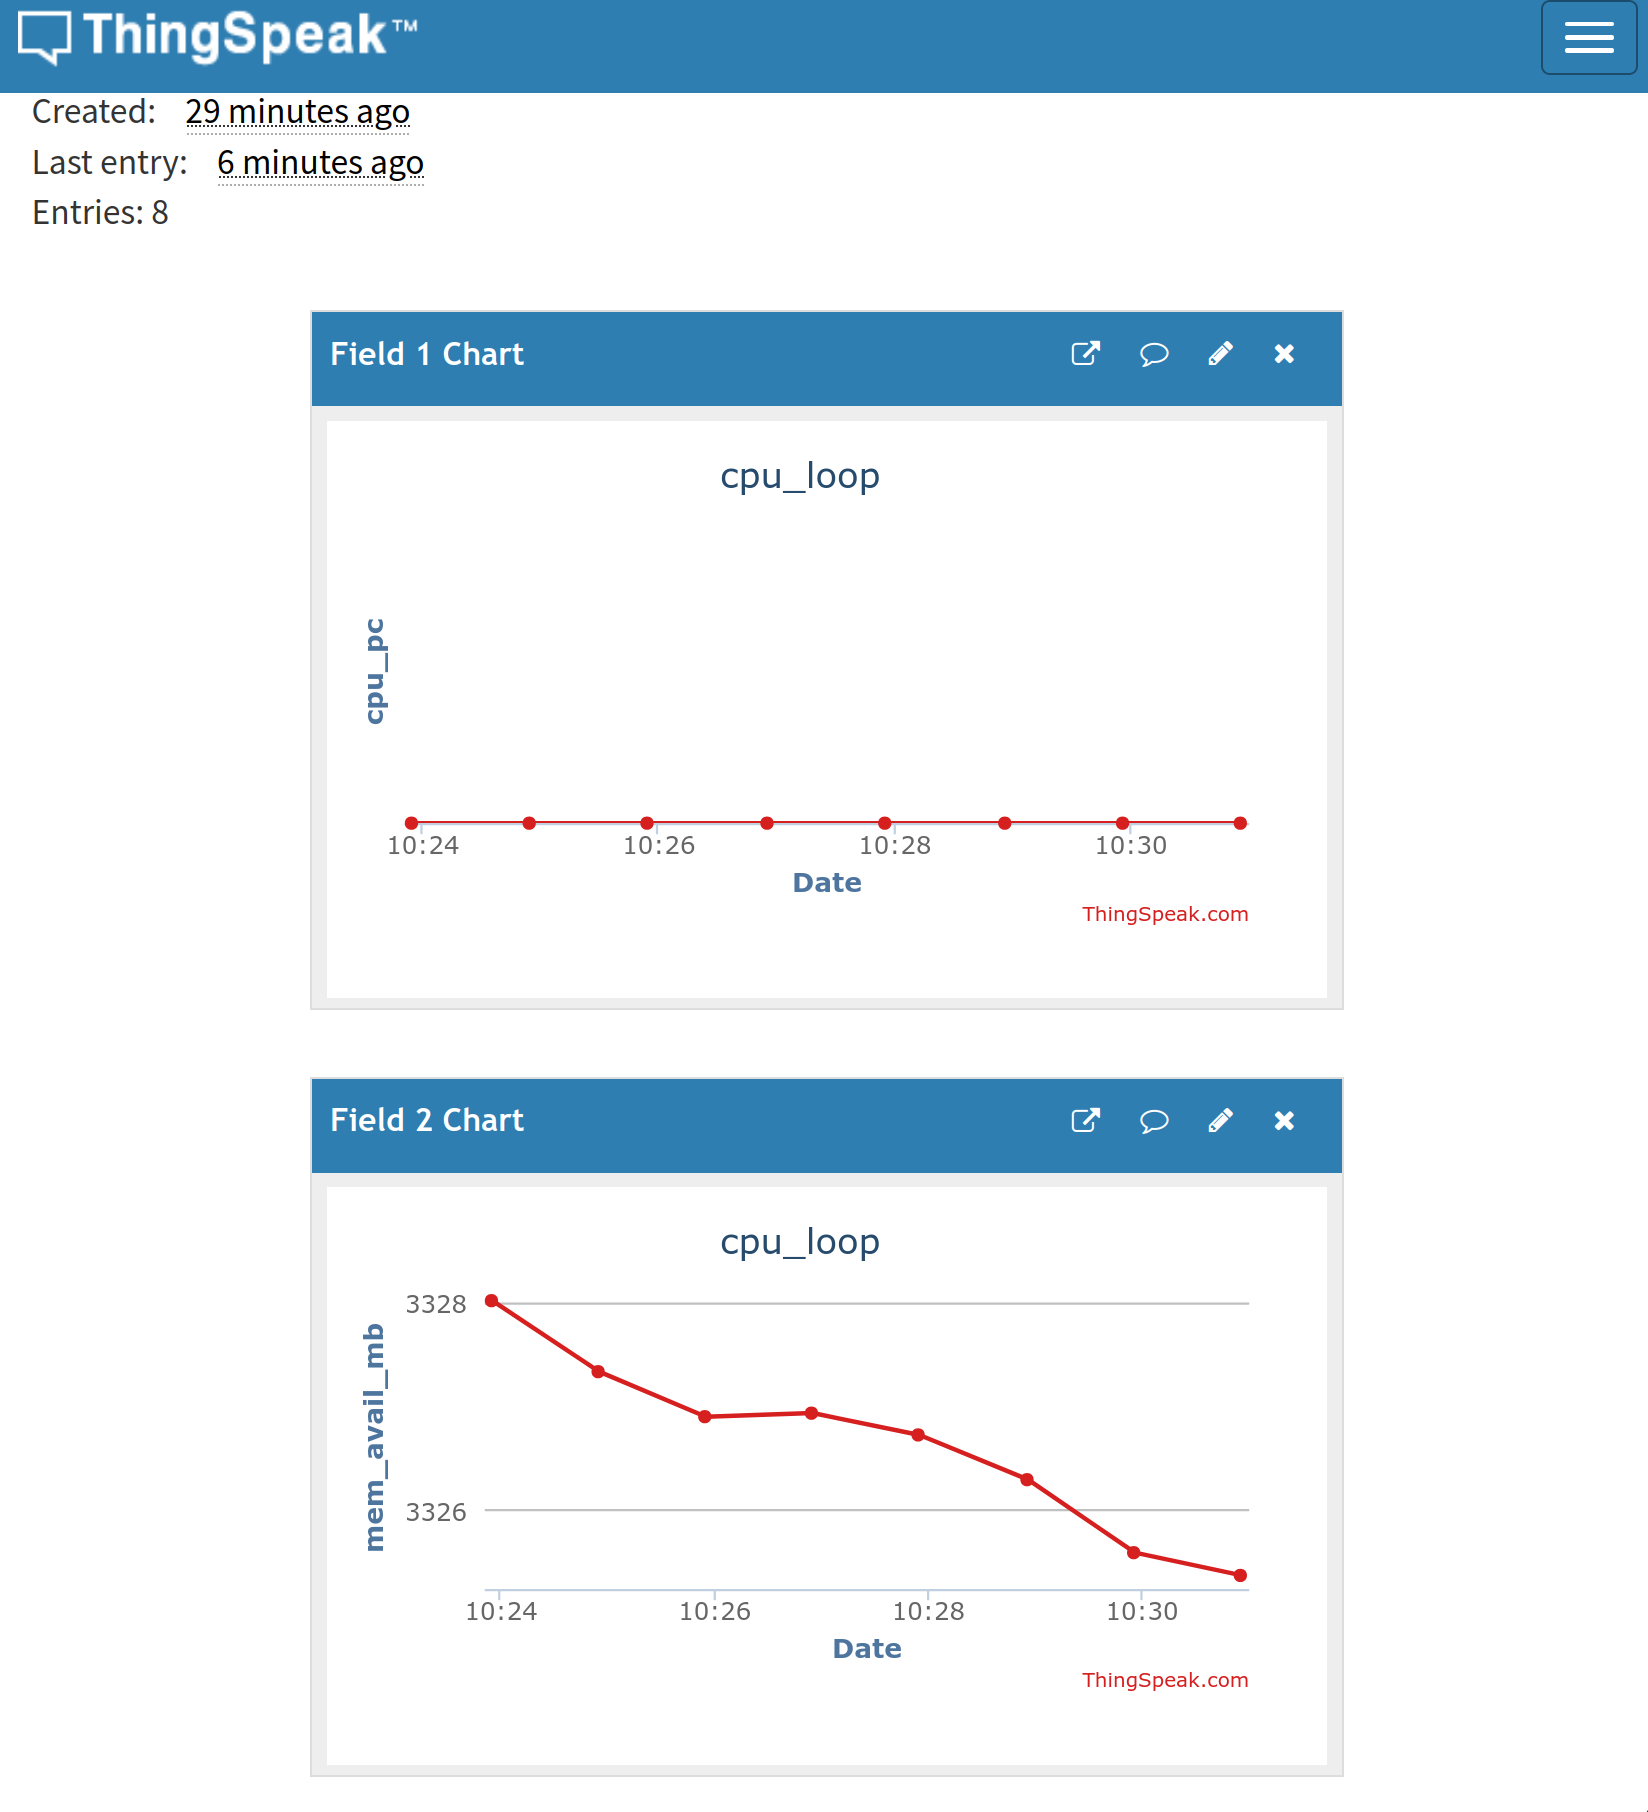 ThingSpeak™
Created: 29 minutes ago
Last entry: 6 minutes ago
Entries: 8
Field 1 Chart
cpu_loop
cpu_pc
10:24 10:26 10:28 10:30
Date
ThingSpeak.com
Field 2 Chart
cpu_loop
mem_avail_mb
3328
3326
10:24 10:26 10:28 10:30
Date
ThingSpeak.com